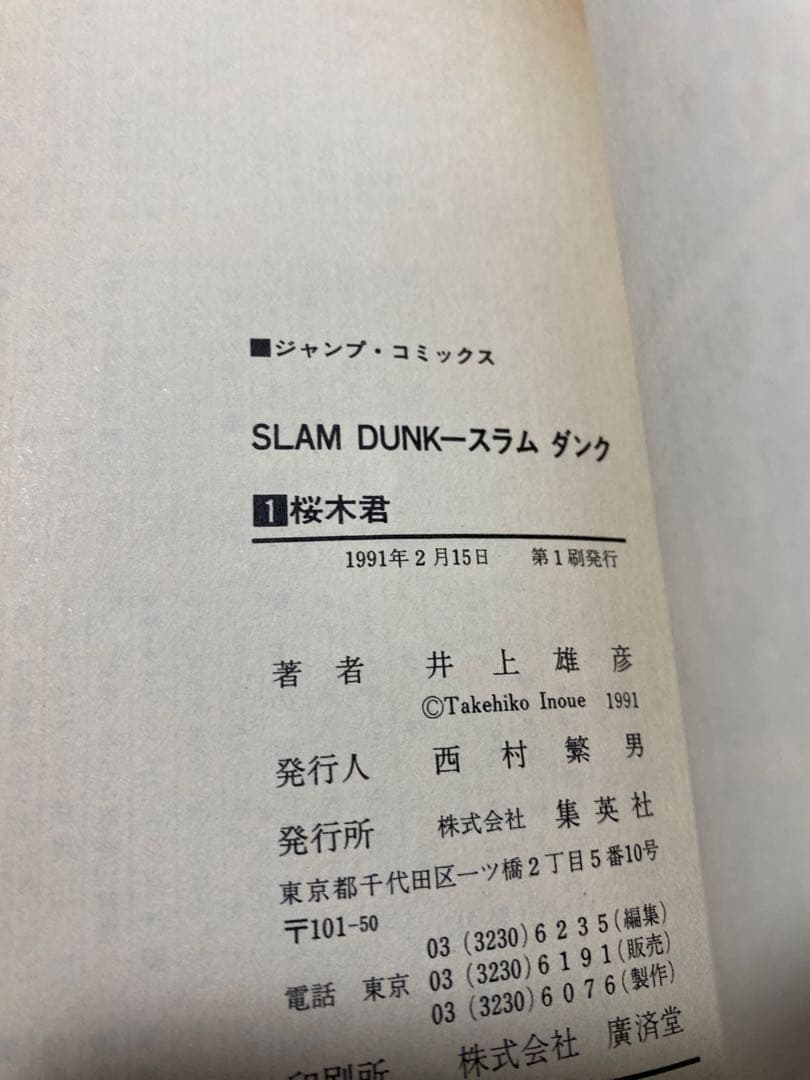 ■ジャンプ・コミックス
SLAM DUNK―スラム ダンク
1桜木君
1991年2月15日 第1刷発行
著者 井上雄彦
©Takehiko Inoue 1991
発行人 西村繁男
発行所 株式会社 集英社
東京都千代田区一ツ橋2丁目5番10号
〒101-50
03 (3230) 6235(編集)
電話 東京 03 (3230) 6191(販売)
03 (3230) 6076(製作)
印刷所 株式会社 廣済堂